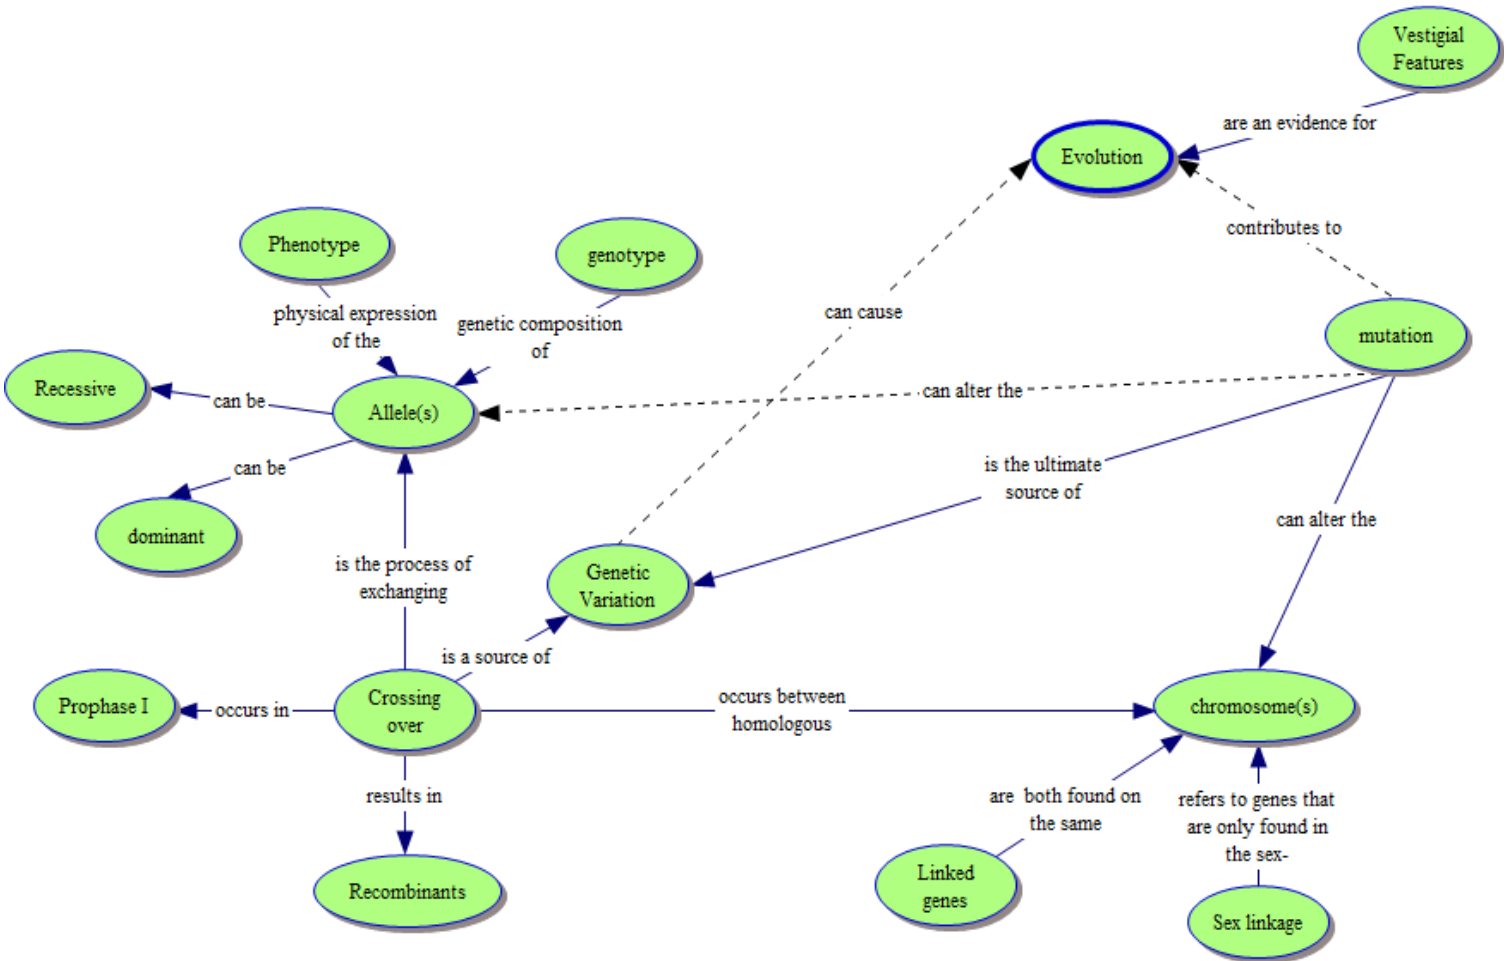 Vestigial
Features
are an evidence for
Evolution
contributes to
Phenotype
genotype
can cause
physical expression
of the
genetic composition
of
mutation
Recessive
can be
Allele(s)
can alter the
can be
is the ultimate
source of
dominant
can alter the
is the process of
exchanging
Genetic
Variation
is a source of
Prophase I
occurs in
Crossing
over
occurs between
homologous
chromosome(s)
results in
are both found on
the same
refers to genes that
are only found in
the sex-
Recombinants
Linked
genes
Sex linkage